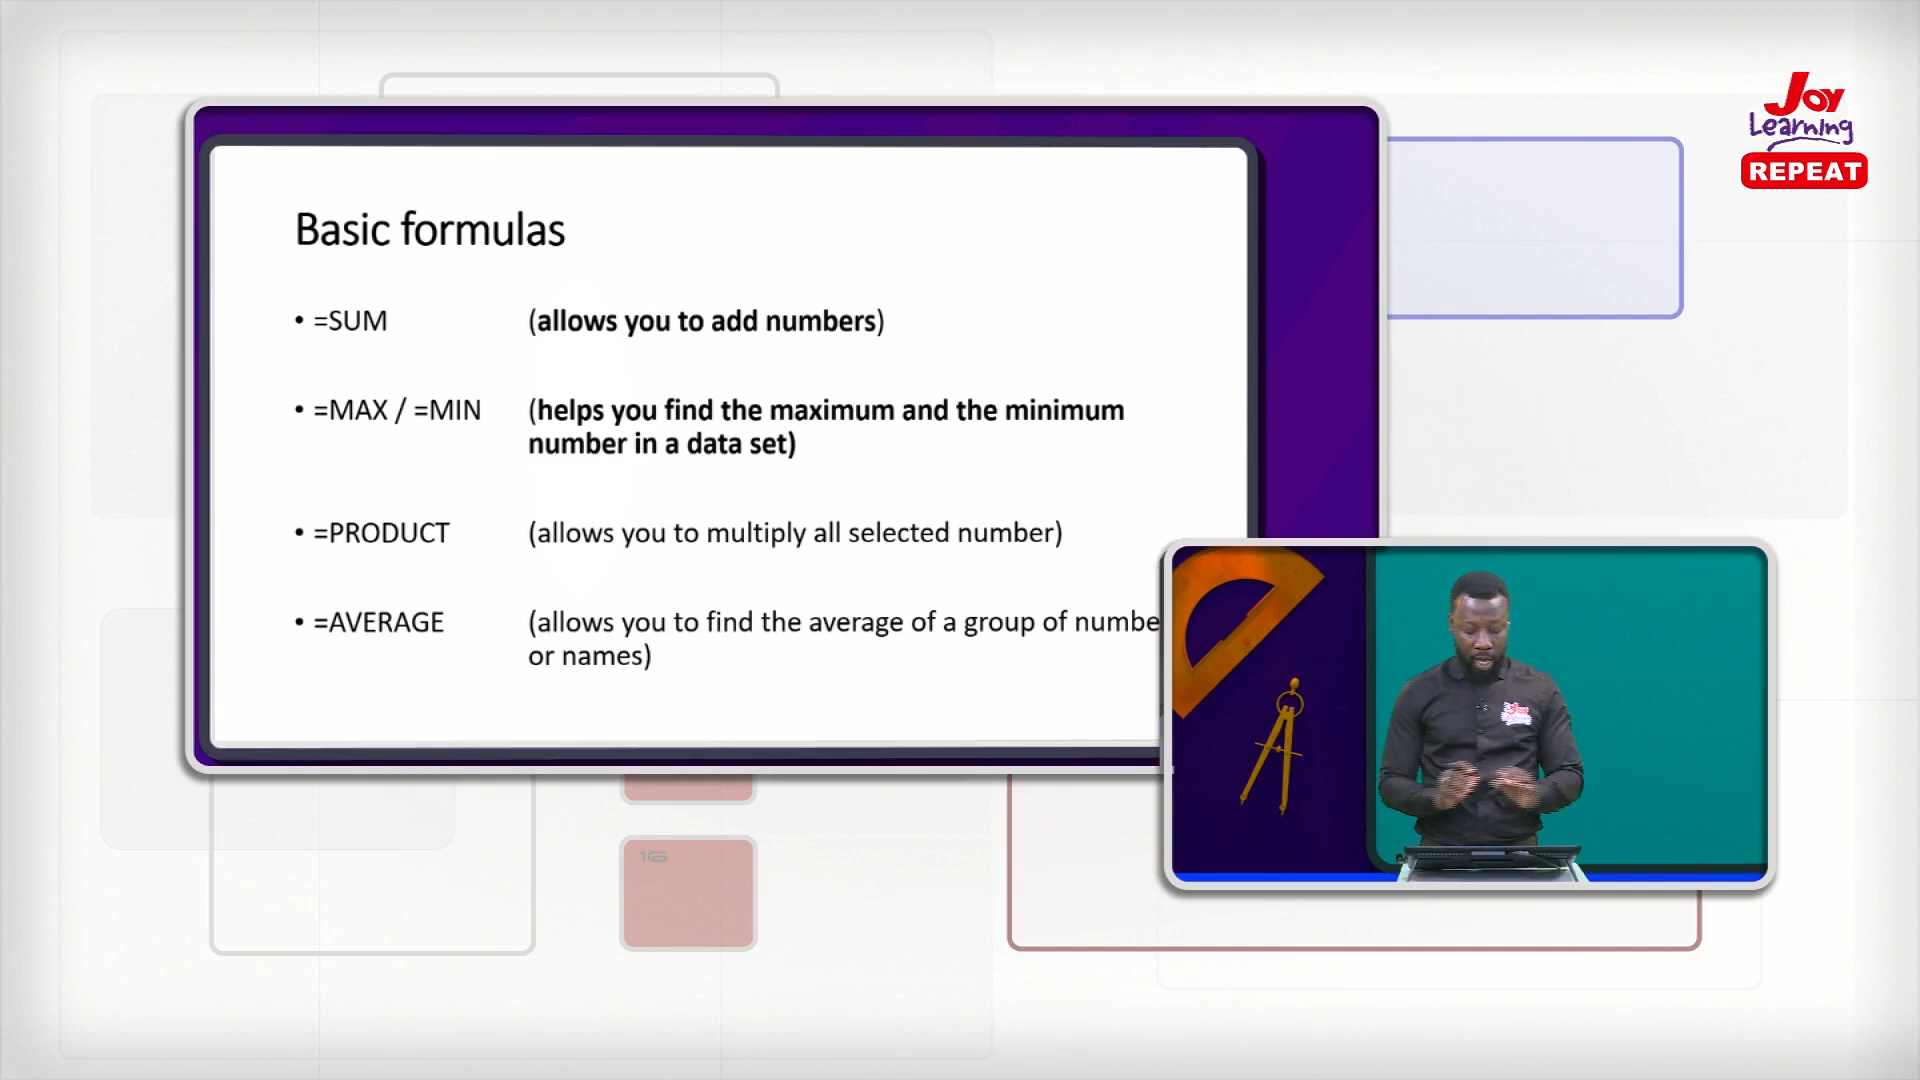 Joy
Learning
REPEAT
Basic formulas
• =SUM (allows you to add numbers)
• =MAX / =MIN (helps you find the maximum and the minimum
number in a data set)
• =PRODUCT (allows you to multiply all selected number)
• =AVERAGE (allows you to find the average of a group of numbe
or names)
16